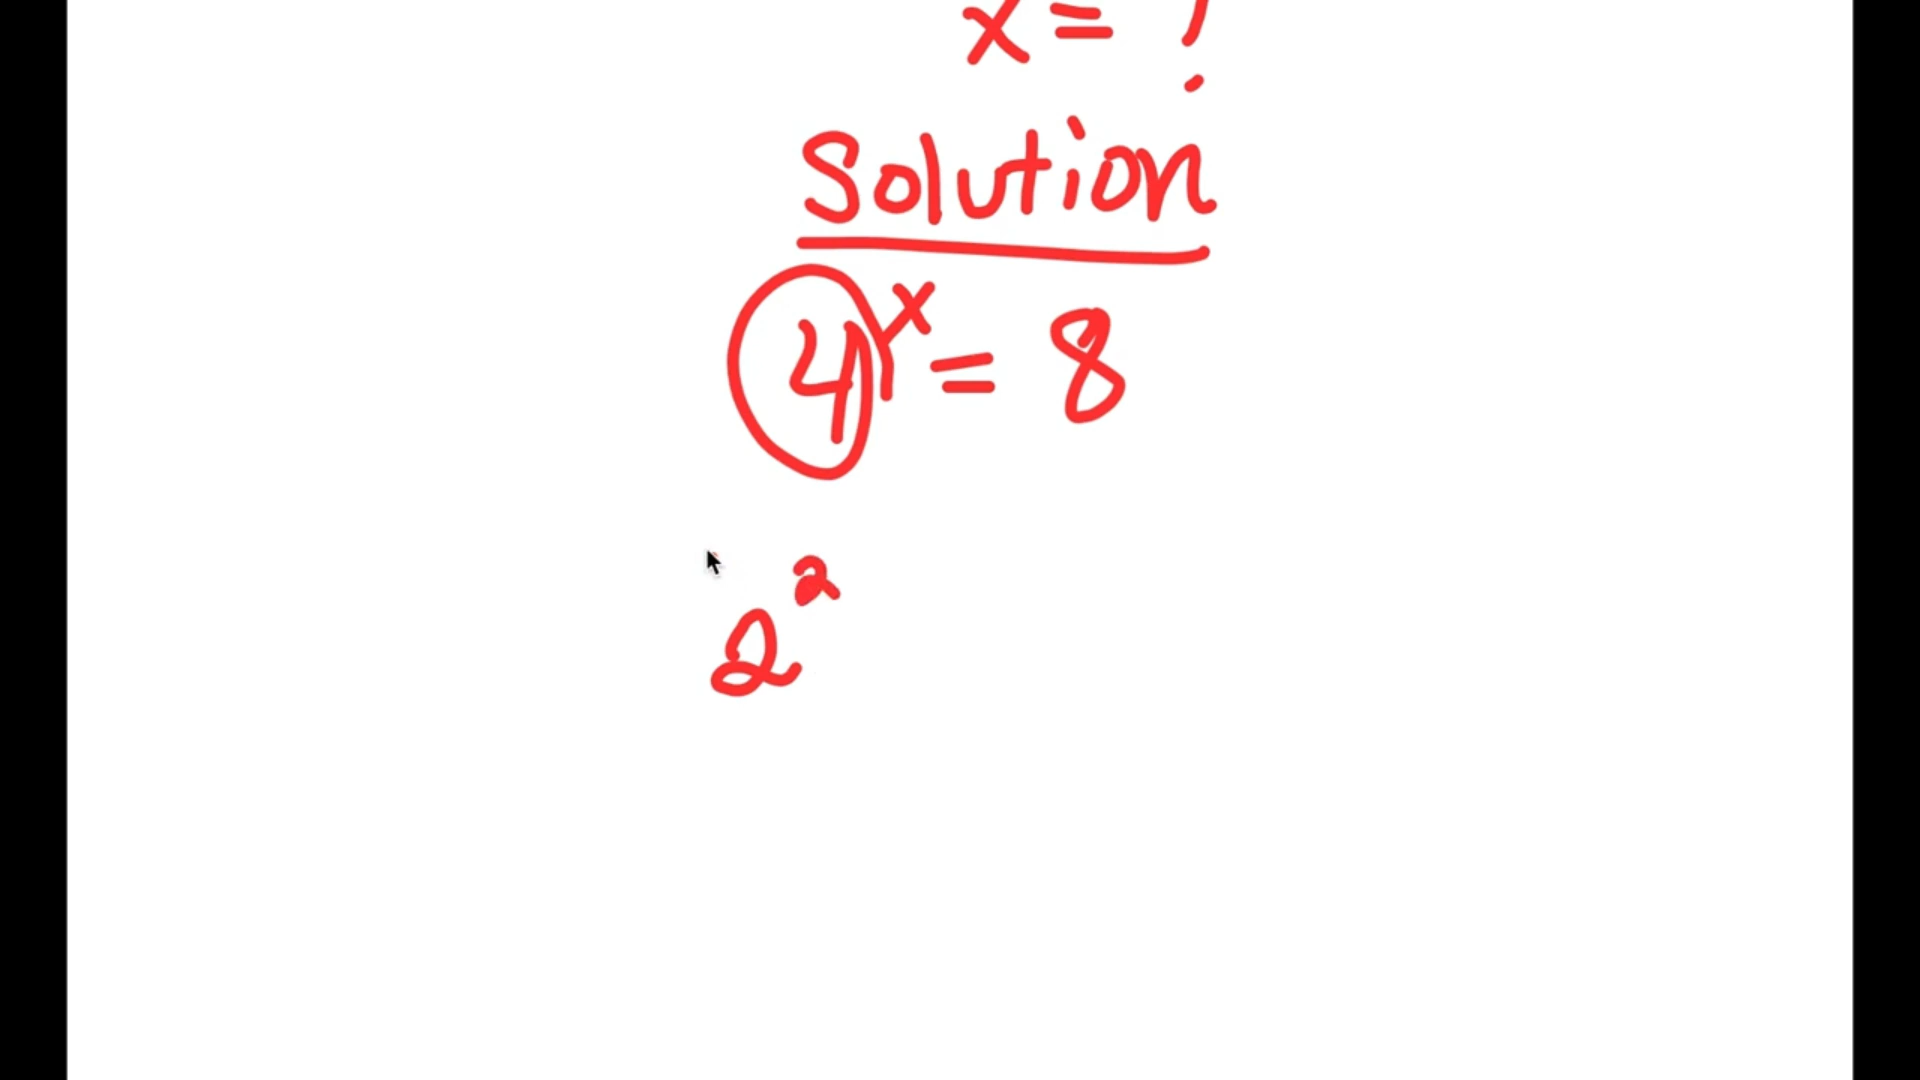 x = ?
Solution
4^x = 8
2^2